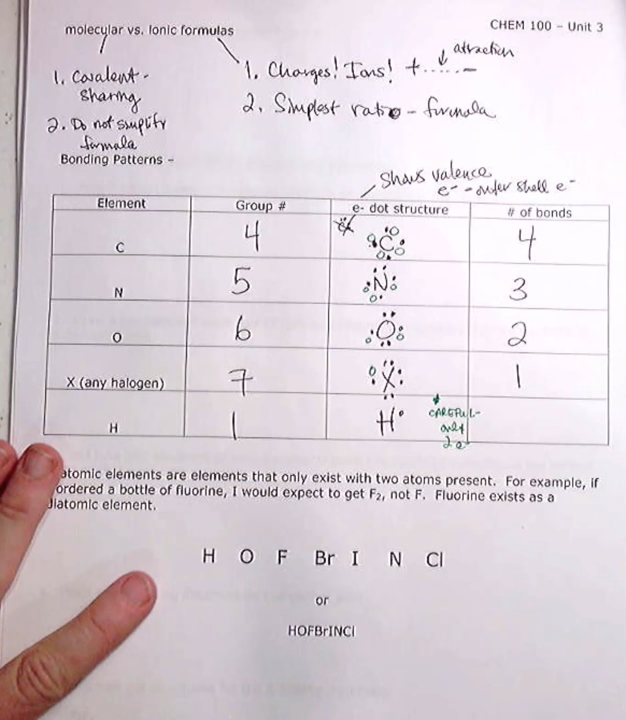 CHEM 100 – Unit 3
molecular vs. Ionic formulas
1. Covalent -
sharing
2. Do not simplify
formula
1. Charges! Ions! + ...... −
attraction
2. Simplest ratio - formula
Bonding Patterns –
Shows valence
e⁻ - outer shell e⁻
Element Group # e- dot structure # of bonds
C 4 C 4
N 5 N 3
O 6 O 2
X (any halogen) 7 X 1
H 1 H
CAREFUL-
only
2e⁻
atomic elements are elements that only exist with two atoms present. For example, if
ordered a bottle of fluorine, I would expect to get F₂, not F. Fluorine exists as a
diatomic element.
H O F Br I N Cl
or
HOFBrINCl